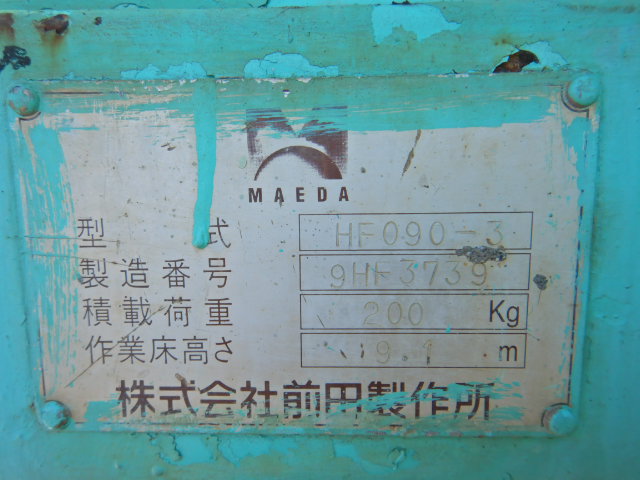 MAEDA
型式 HF090-3
製造番号 9HF3739
積載荷重 200 Kg
作業床高さ 9.1 m
株式会社前田製作所